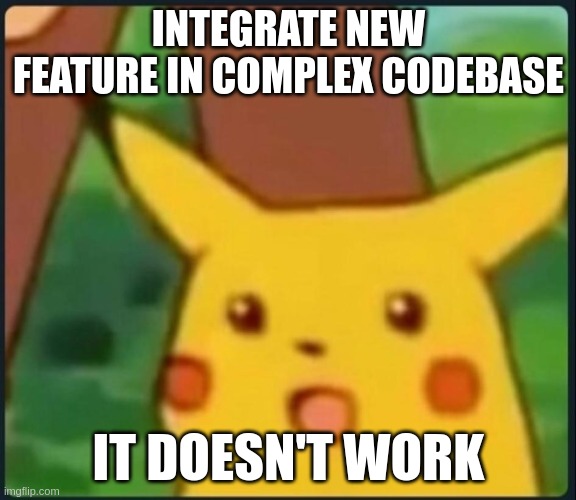 INTEGRATE NEW
FEATURE IN COMPLEX CODEBASE
IT DOESN'T WORK
imgflip.com